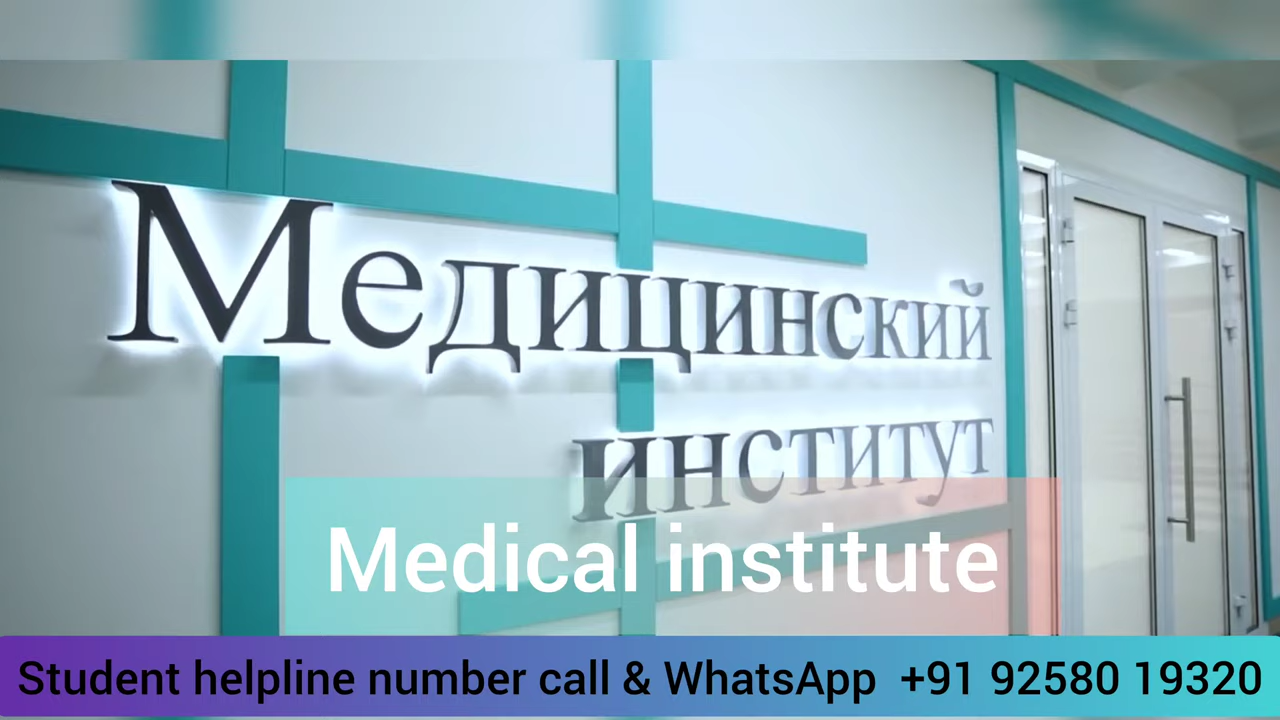 Медицинский
институт
Medical institute
Student helpline number call & WhatsApp +91 92580 19320